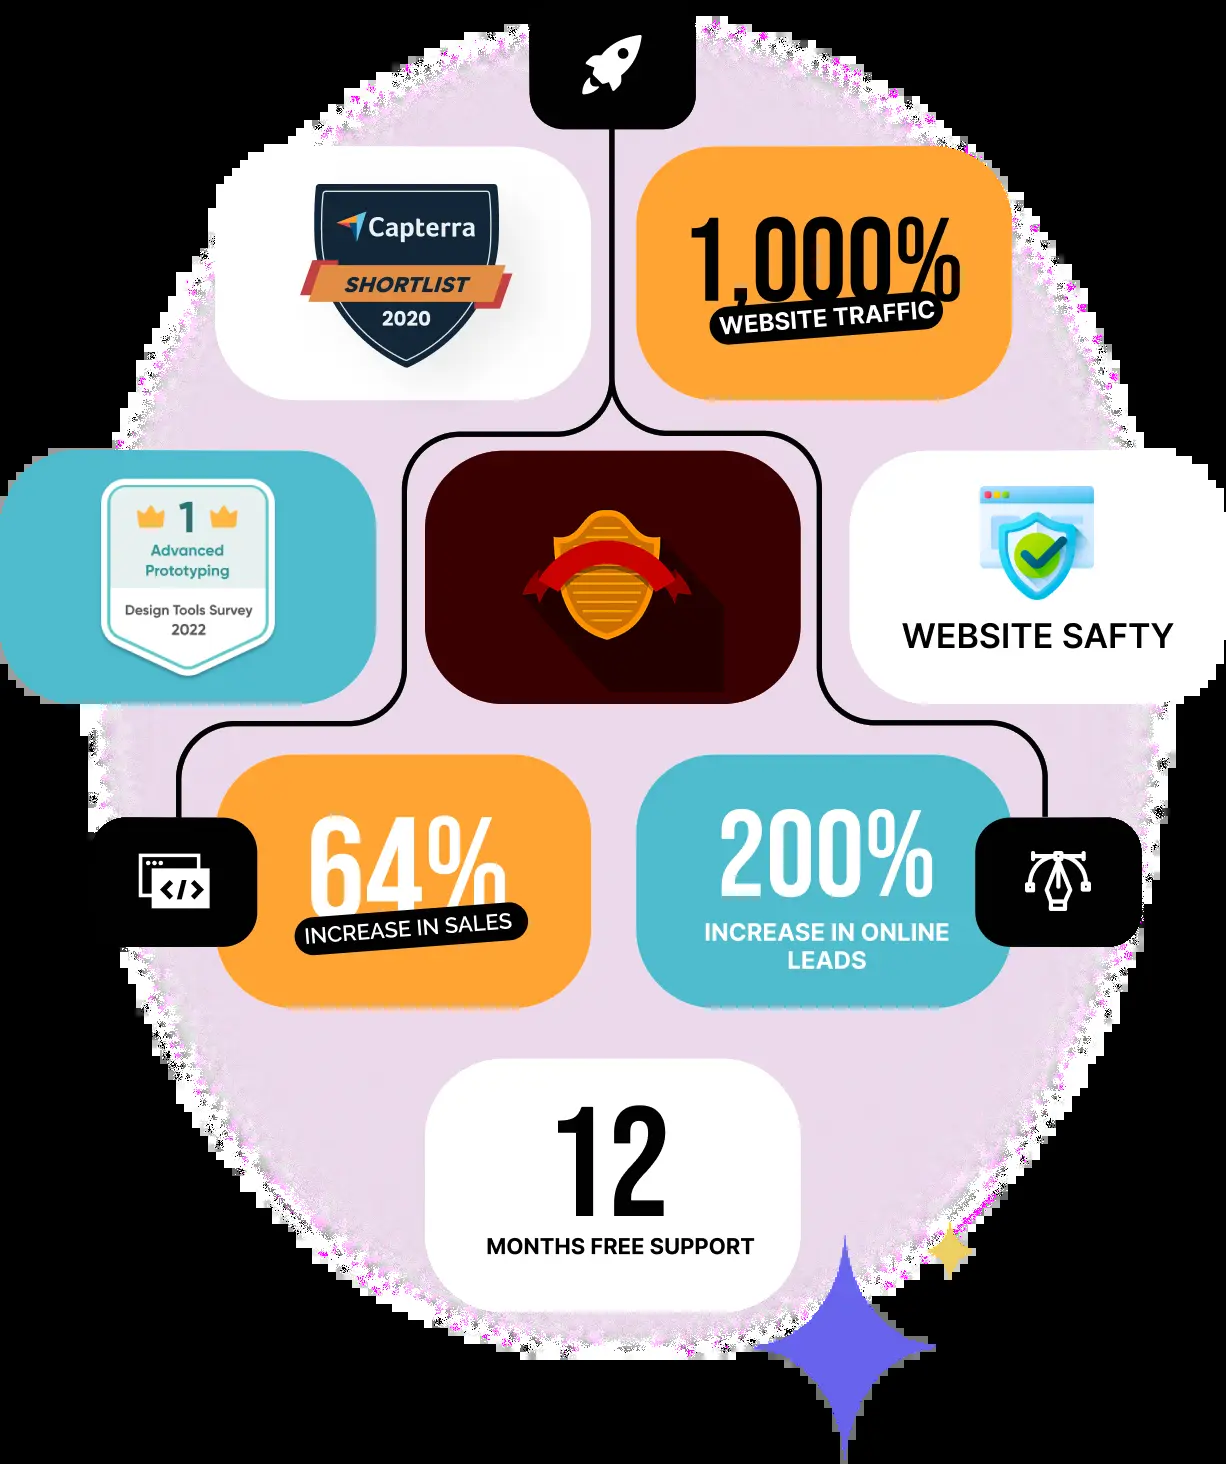 Capterra
SHORTLIST
2020
1,000%
WEBSITE TRAFFIC
1
Advanced
Prototyping
Design Tools Survey
2022
WEBSITE SAFTY
64%
INCREASE IN SALES
200%
INCREASE IN ONLINE
LEADS
12
MONTHS FREE SUPPORT